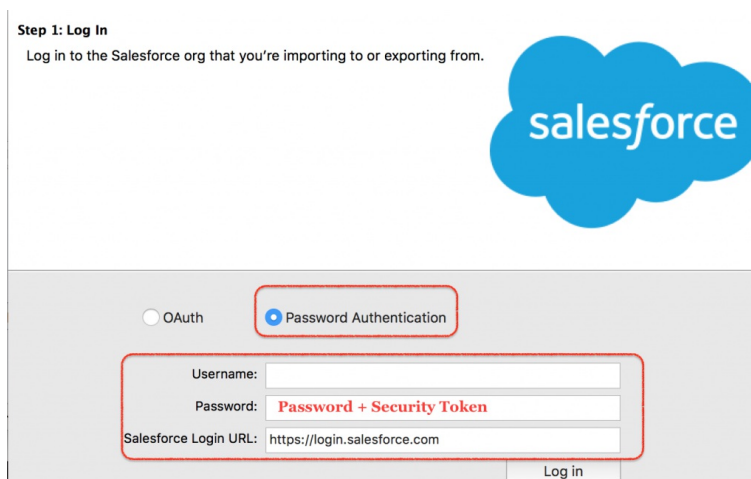 Step 1: Log In
Log in to the Salesforce org that you're importing to or exporting from.
salesforce
OAuth
Password Authentication
Username:
Password: Password + Security Token
Salesforce Login URL: https://login.salesforce.com
Log in